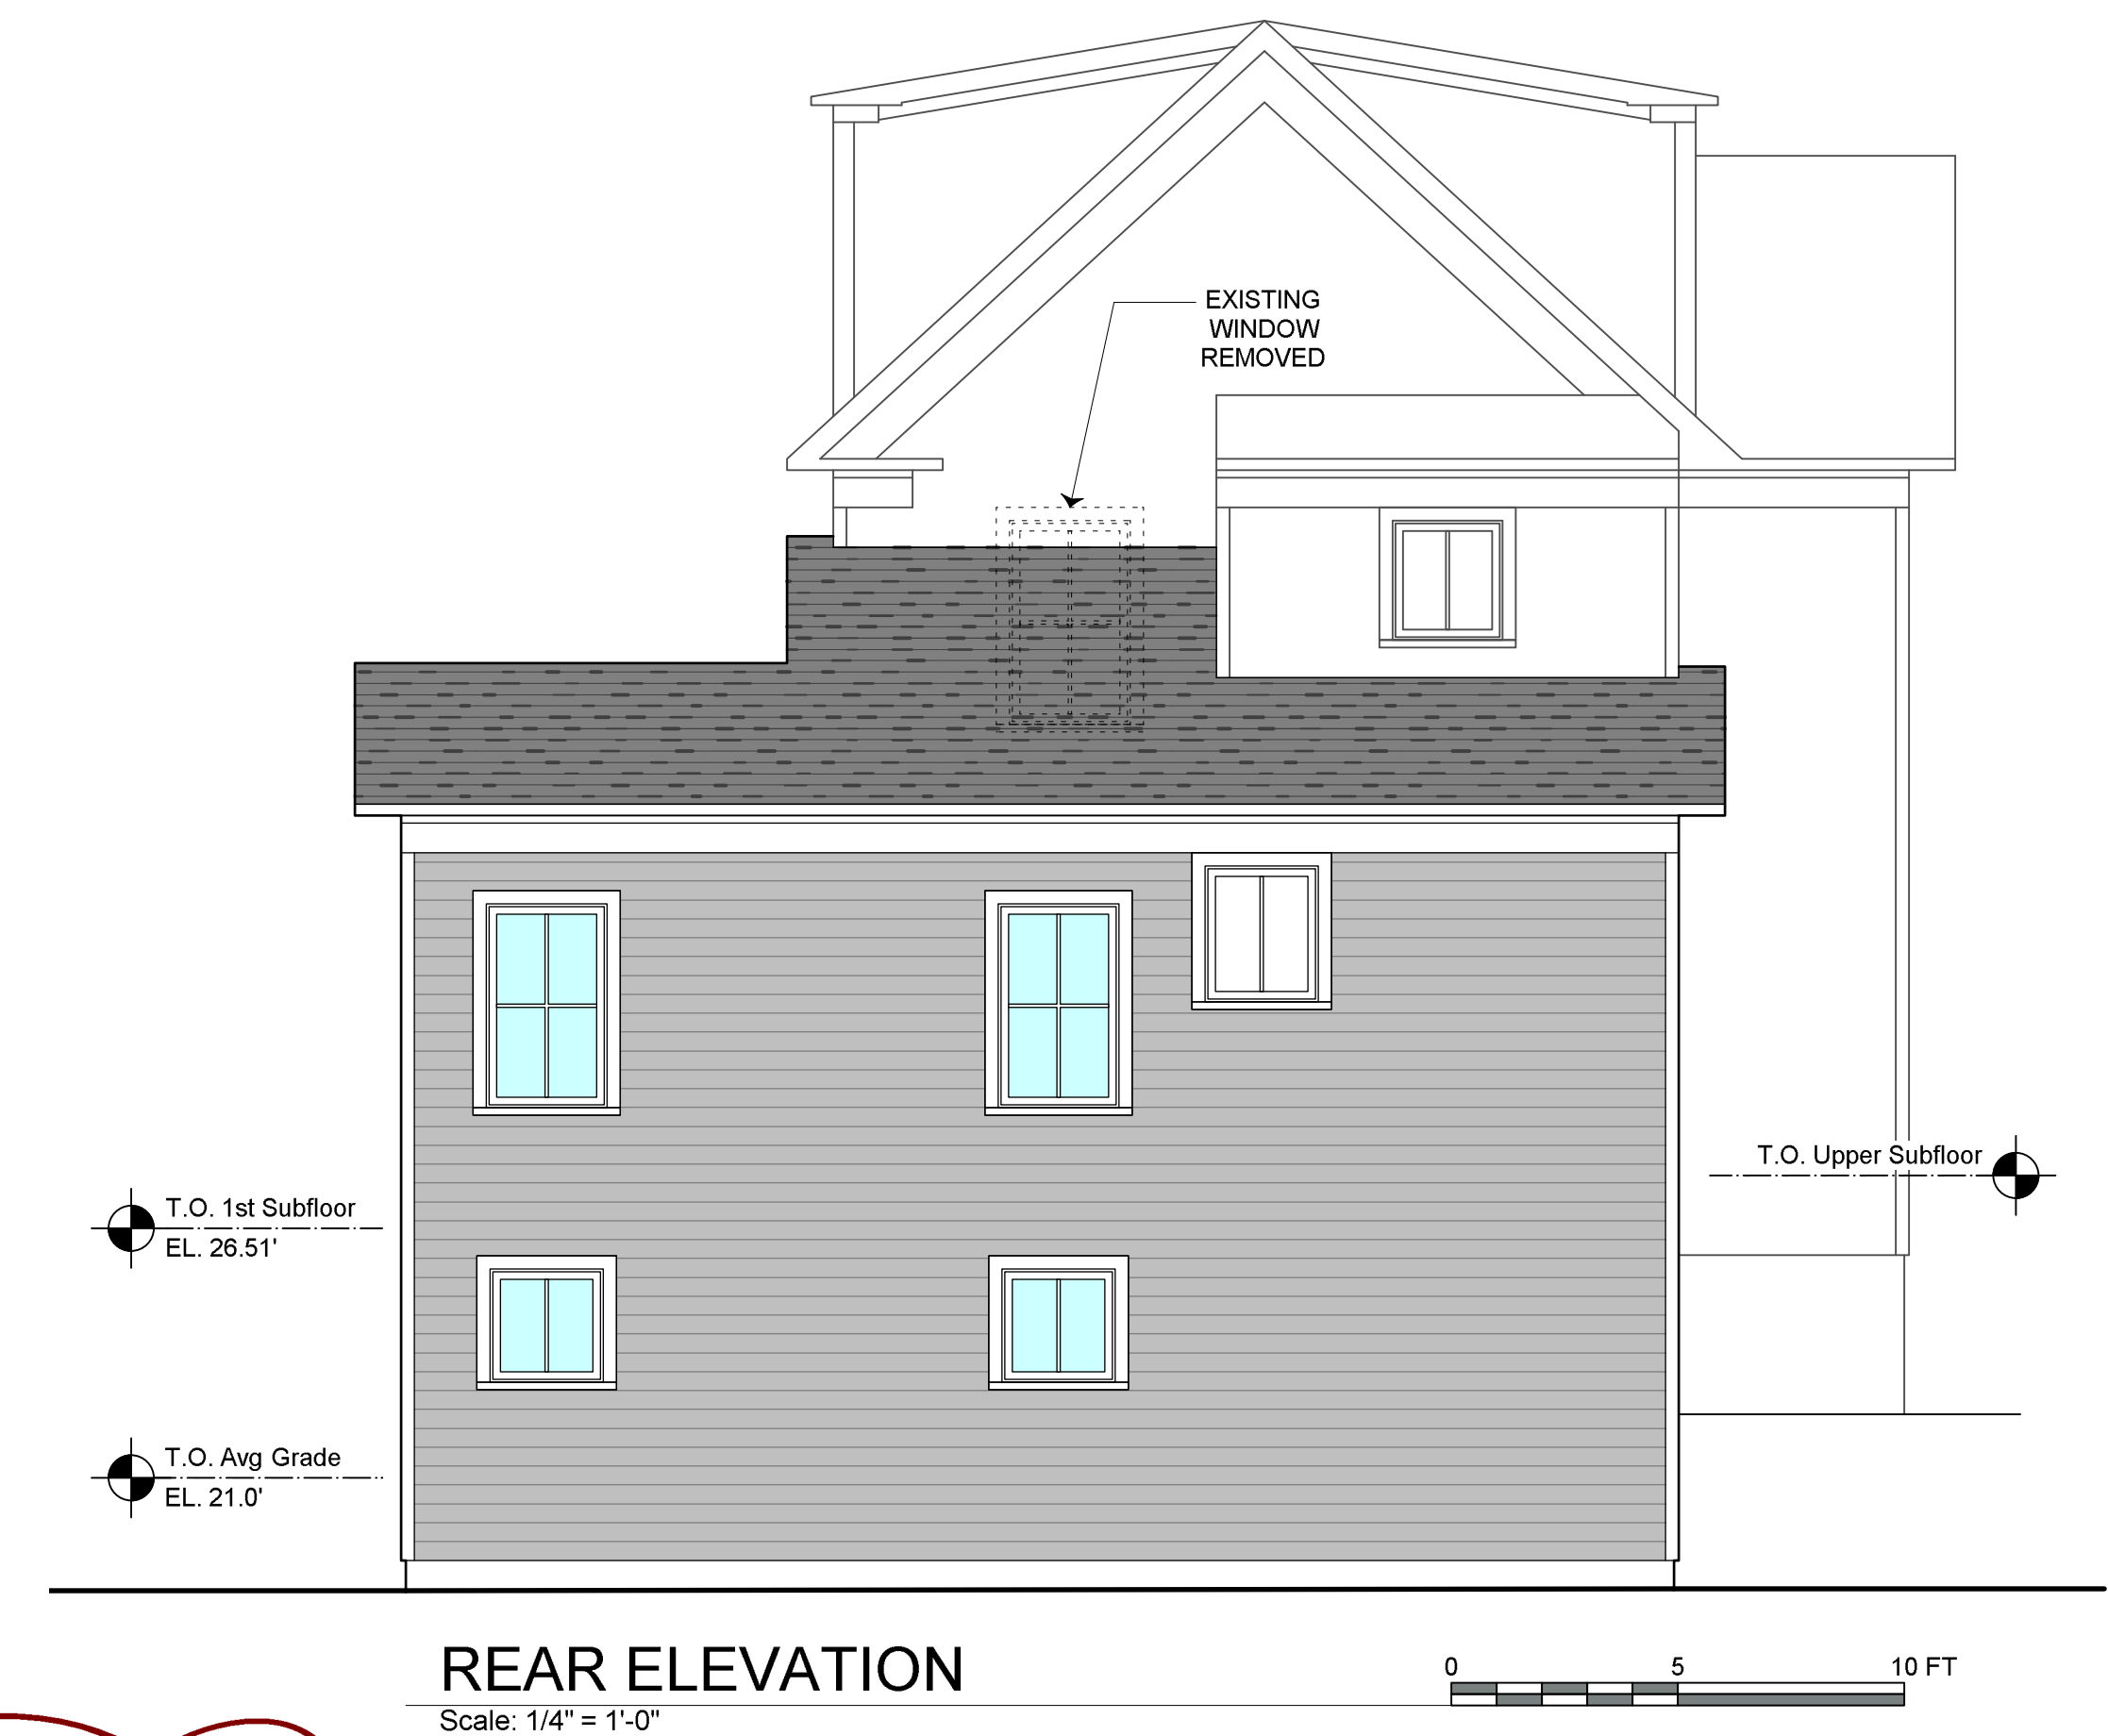 EXISTING
WINDOW
REMOVED
T.O. Upper Subfloor
T.O. 1st Subfloor
EL. 26.51'
T.O. Avg Grade
EL. 21.0'
REAR ELEVATION
Scale: 1/4" = 1'-0"
0 5 10 FT